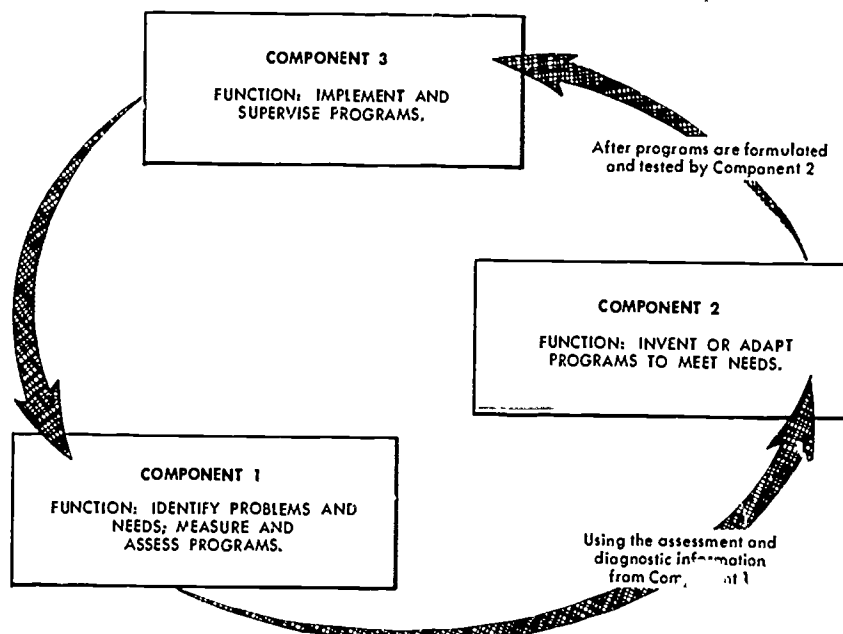 COMPONENT 3
FUNCTION: IMPLEMENT AND
SUPERVISE PROGRAMS.
After programs are formulated
and tested by Component 2
COMPONENT 2
FUNCTION: INVENT OR ADAPT
PROGRAMS TO MEET NEEDS.
COMPONENT 1
FUNCTION: IDENTIFY PROBLEMS AND
NEEDS; MEASURE AND
ASSESS PROGRAMS.
Using the assessment and
diagnostic information
from 1